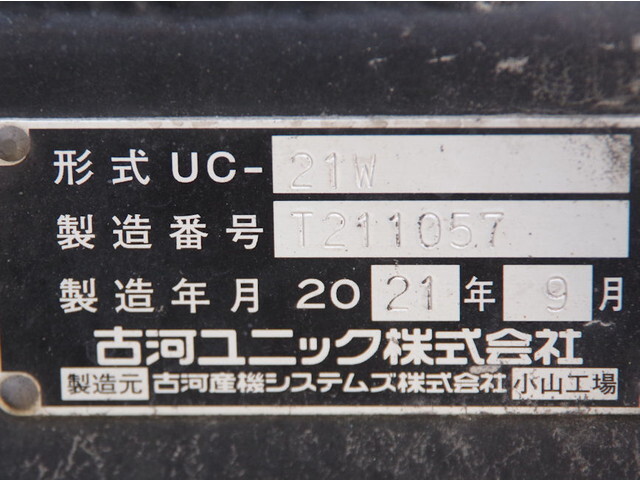 形式 UC- 21W
製造番号 T211057
製造年月 2021年 9月
古河ユニック株式会社
製造元 古河産機システムズ株式会社 小山工場